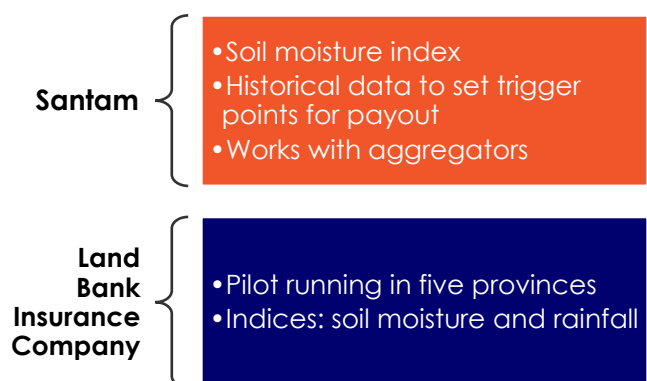 Santam
•Soil moisture index
•Historical data to set trigger
points for payout
•Works with aggregators
Land
Bank
Insurance
Company
•Pilot running in five provinces
•Indices: soil moisture and rainfall